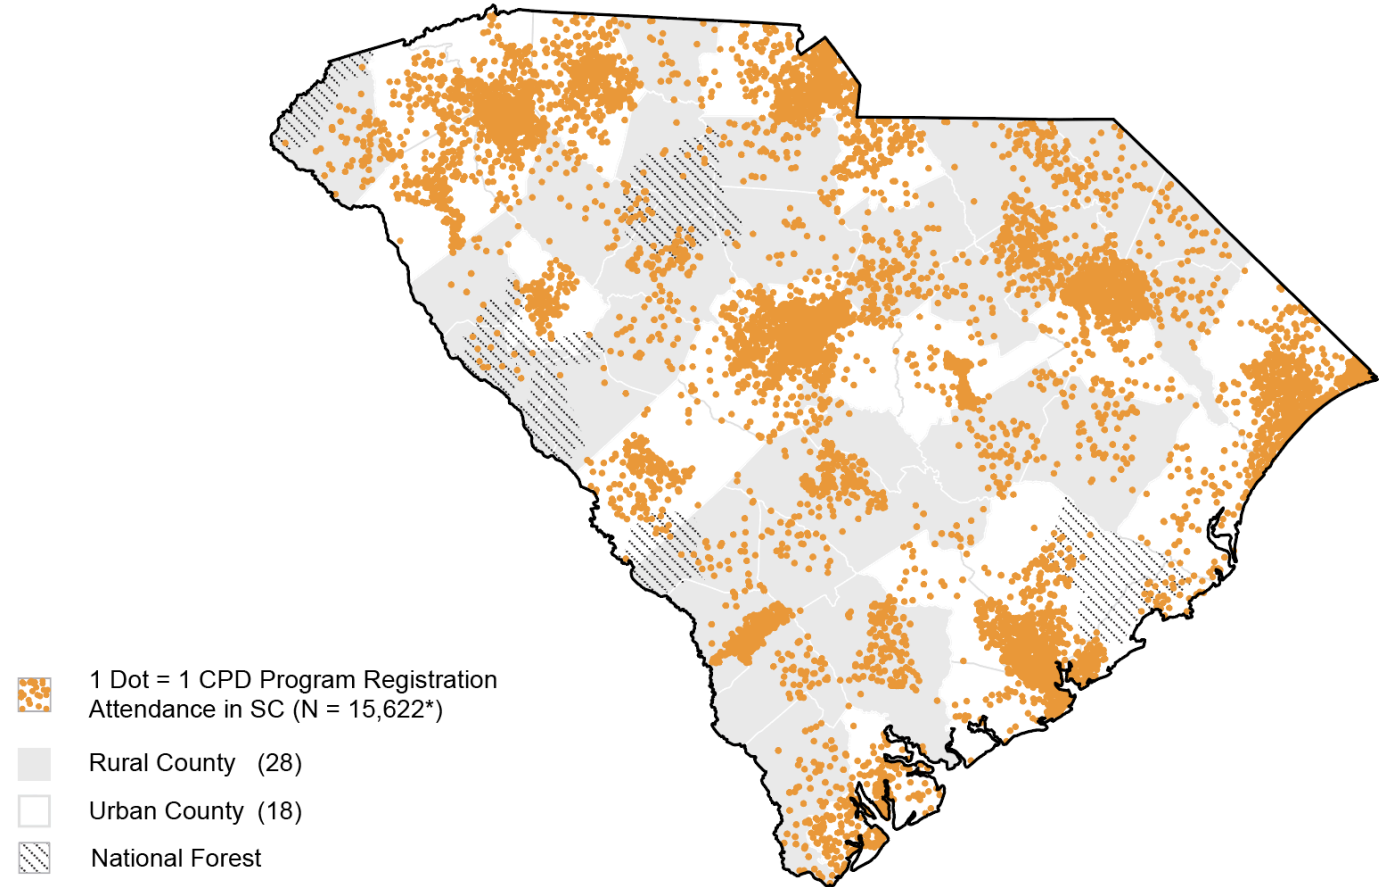 1 Dot = 1 CPD Program Registration
Attendance in SC (N = 15,622*)
Rural County (28)
Urban County (18)
National Forest